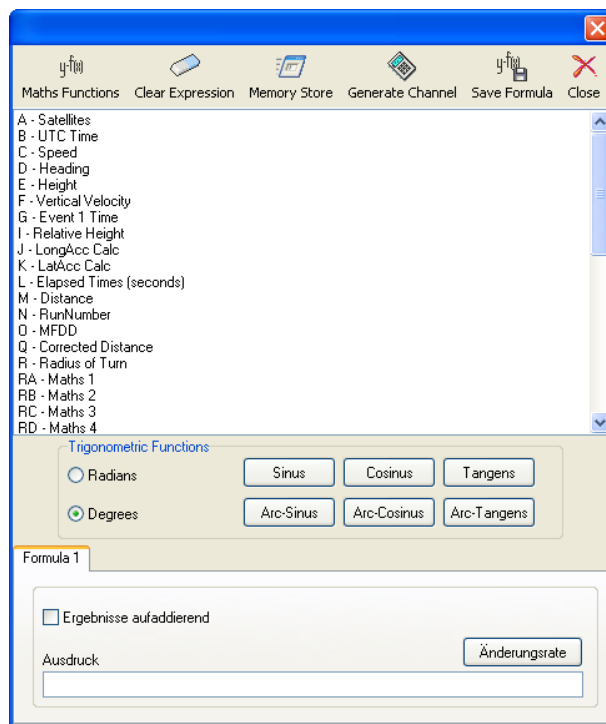 Maths Functions Clear Expression Memory Store Generate Channel Save Formula Close
A - Satellites
B - UTC Time
C - Speed
D - Heading
E - Height
F - Vertical Velocity
G - Event 1 Time
I - Relative Height
J - LongAcc Calc
K - LatAcc Calc
L - Elapsed Times (seconds)
M - Distance
N - RunNumber
O - MFDD
Q - Corrected Distance
R - Radius of Turn
RA - Maths 1
RB - Maths 2
RC - Maths 3
RD - Maths 4
Trigonometric Functions
Radians Sinus Cosinus Tangens
Degrees Arc-Sinus Arc-Cosinus Arc-Tangens
Formula 1
Ergebnisse aufaddierend
Ausdruck Änderungsrate